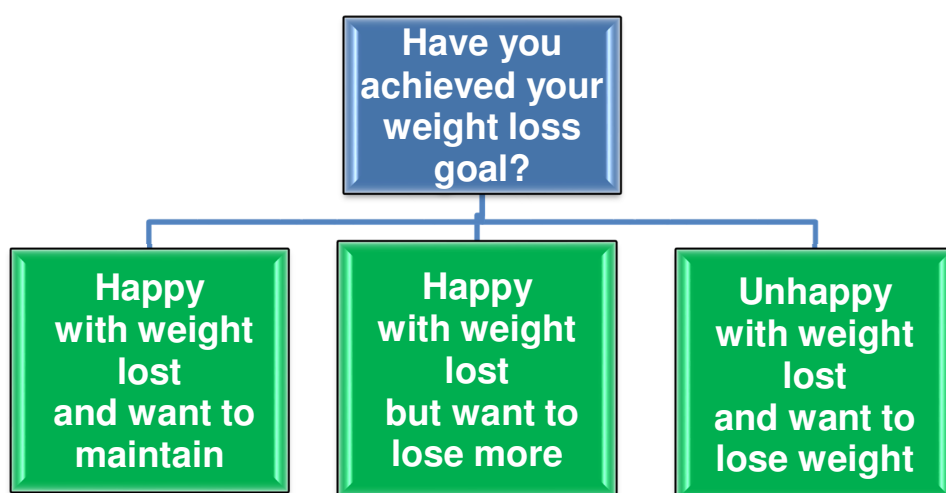 Have you
achieved your
weight loss
goal?
Happy
with weight
lost
and want to
maintain
Happy
with weight
lost
but want to
lose more
Unhappy
with weight
lost
and want to
lose weight